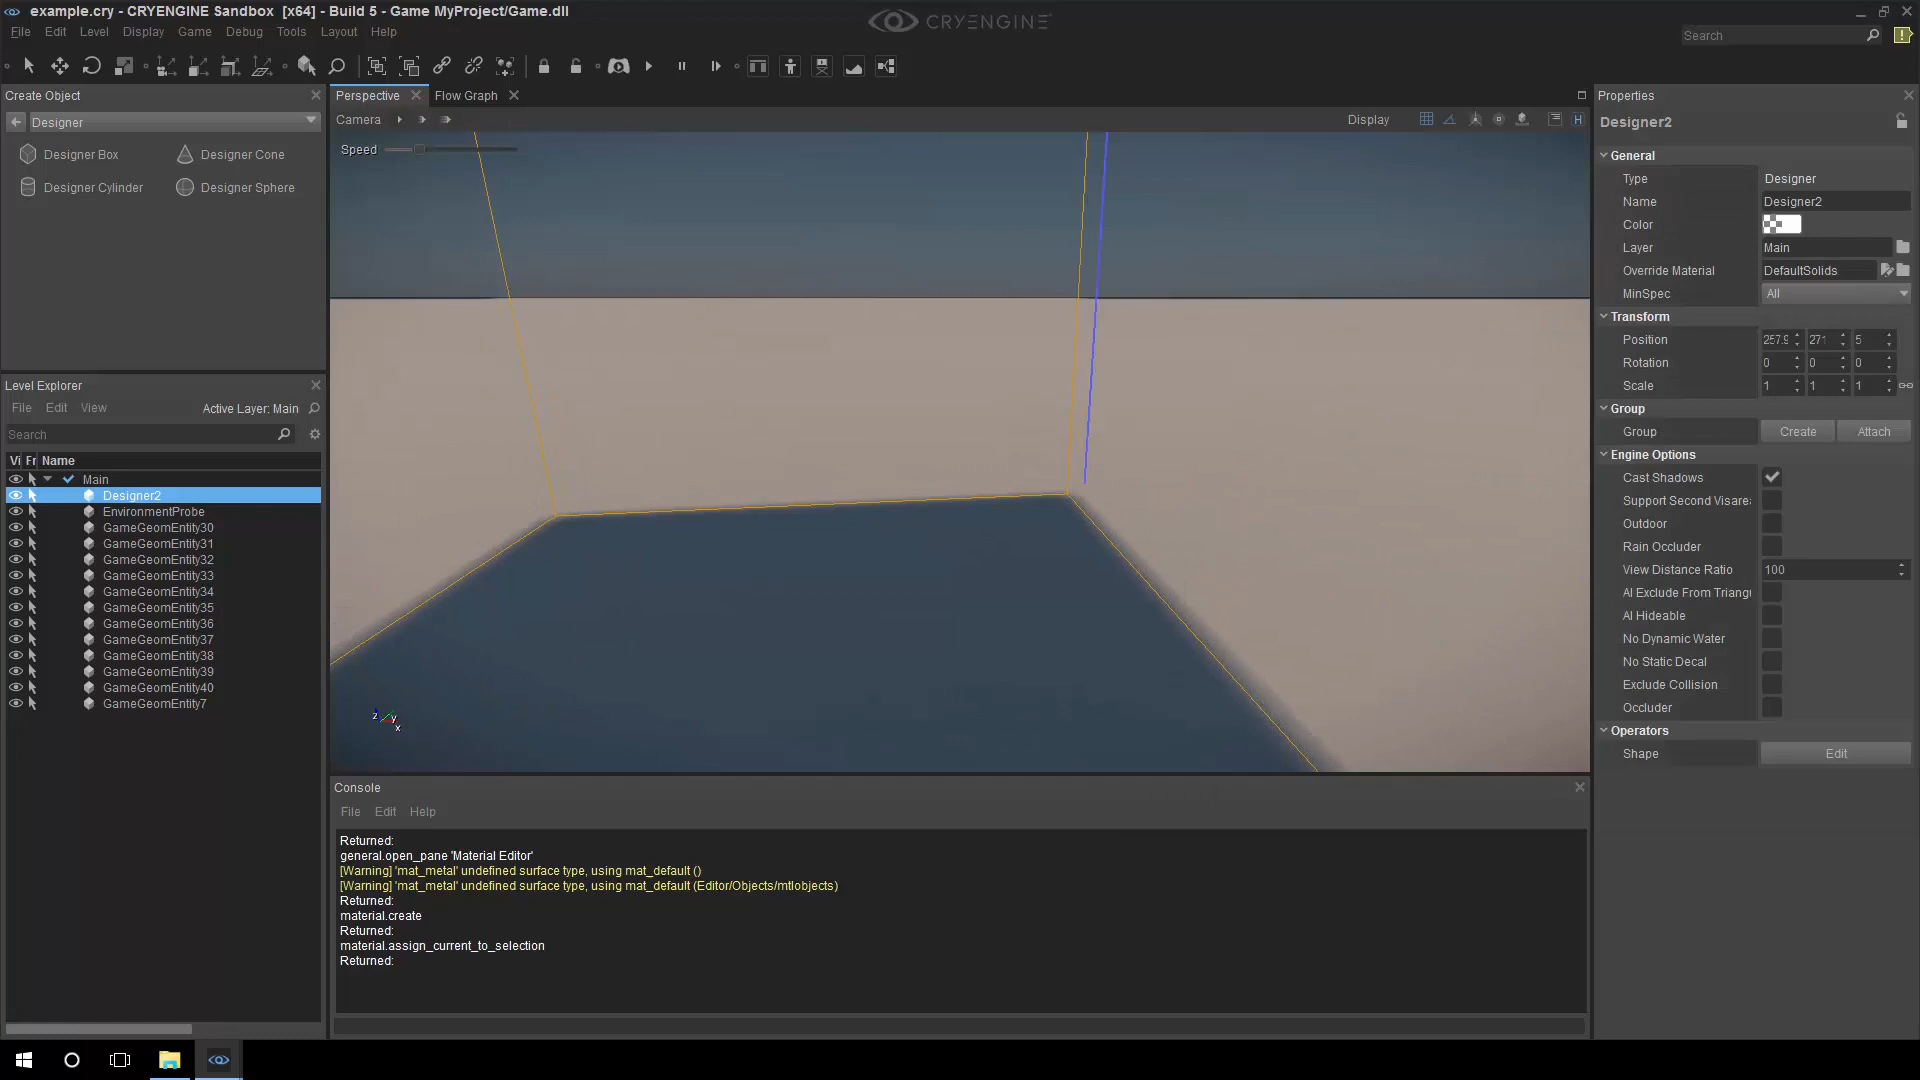 example.cry - CRYENGINE Sandbox [x64] - Build 5 - Game MyProject/Game.dll
CRYENGINE
File Edit Level Display Game Debug Tools Layout Help
Search
Create Object
Designer
Designer Box
Designer Cone
Designer Cylinder
Designer Sphere
Level Explorer
File Edit View
Active Layer: Main
Search
Vi Fr Name
Main
Designer2
EnvironmentProbe
GameGeomEntity30
GameGeomEntity31
GameGeomEntity32
GameGeomEntity33
GameGeomEntity34
GameGeomEntity35
GameGeomEntity36
GameGeomEntity37
GameGeomEntity38
GameGeomEntity39
GameGeomEntity40
GameGeomEntity7
Perspective
Flow Graph
Camera
Display
H
Speed
z y
x
Console
File Edit Help
Returned:
general.open_pane 'Material Editor'
[Warning] 'mat_metal' undefined surface type, using mat_default ()
[Warning] 'mat_metal' undefined surface type, using mat_default (Editor/Objects/mtlobjects)
Returned:
material.create
Returned:
material.assign_current_to_selection
Returned:
Properties
Designer2
General
Type Designer
Name Designer2
Color
Layer Main
Override Material DefaultSolids
MinSpec All
Transform
Position 257.9 271 5
Rotation 0 0 0
Scale 1 1 1
Group
Group Create Attach
Engine Options
Cast Shadows
Support Second Visarea
Outdoor
Rain Occluder
View Distance Ratio 100
AI Exclude From Triangu
AI Hideable
No Dynamic Water
No Static Decal
Exclude Collision
Occluder
Operators
Shape Edit